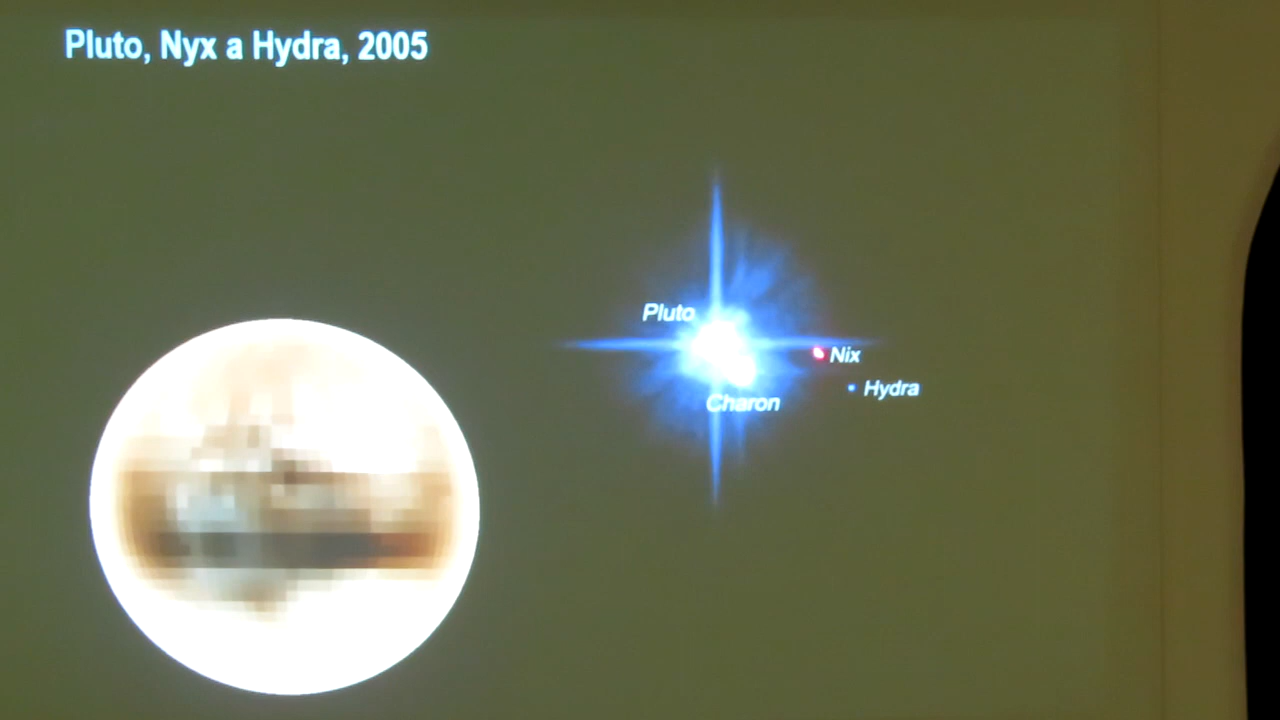 Pluto, Nyx a Hydra, 2005
Pluto
Nix
Hydra
Charon